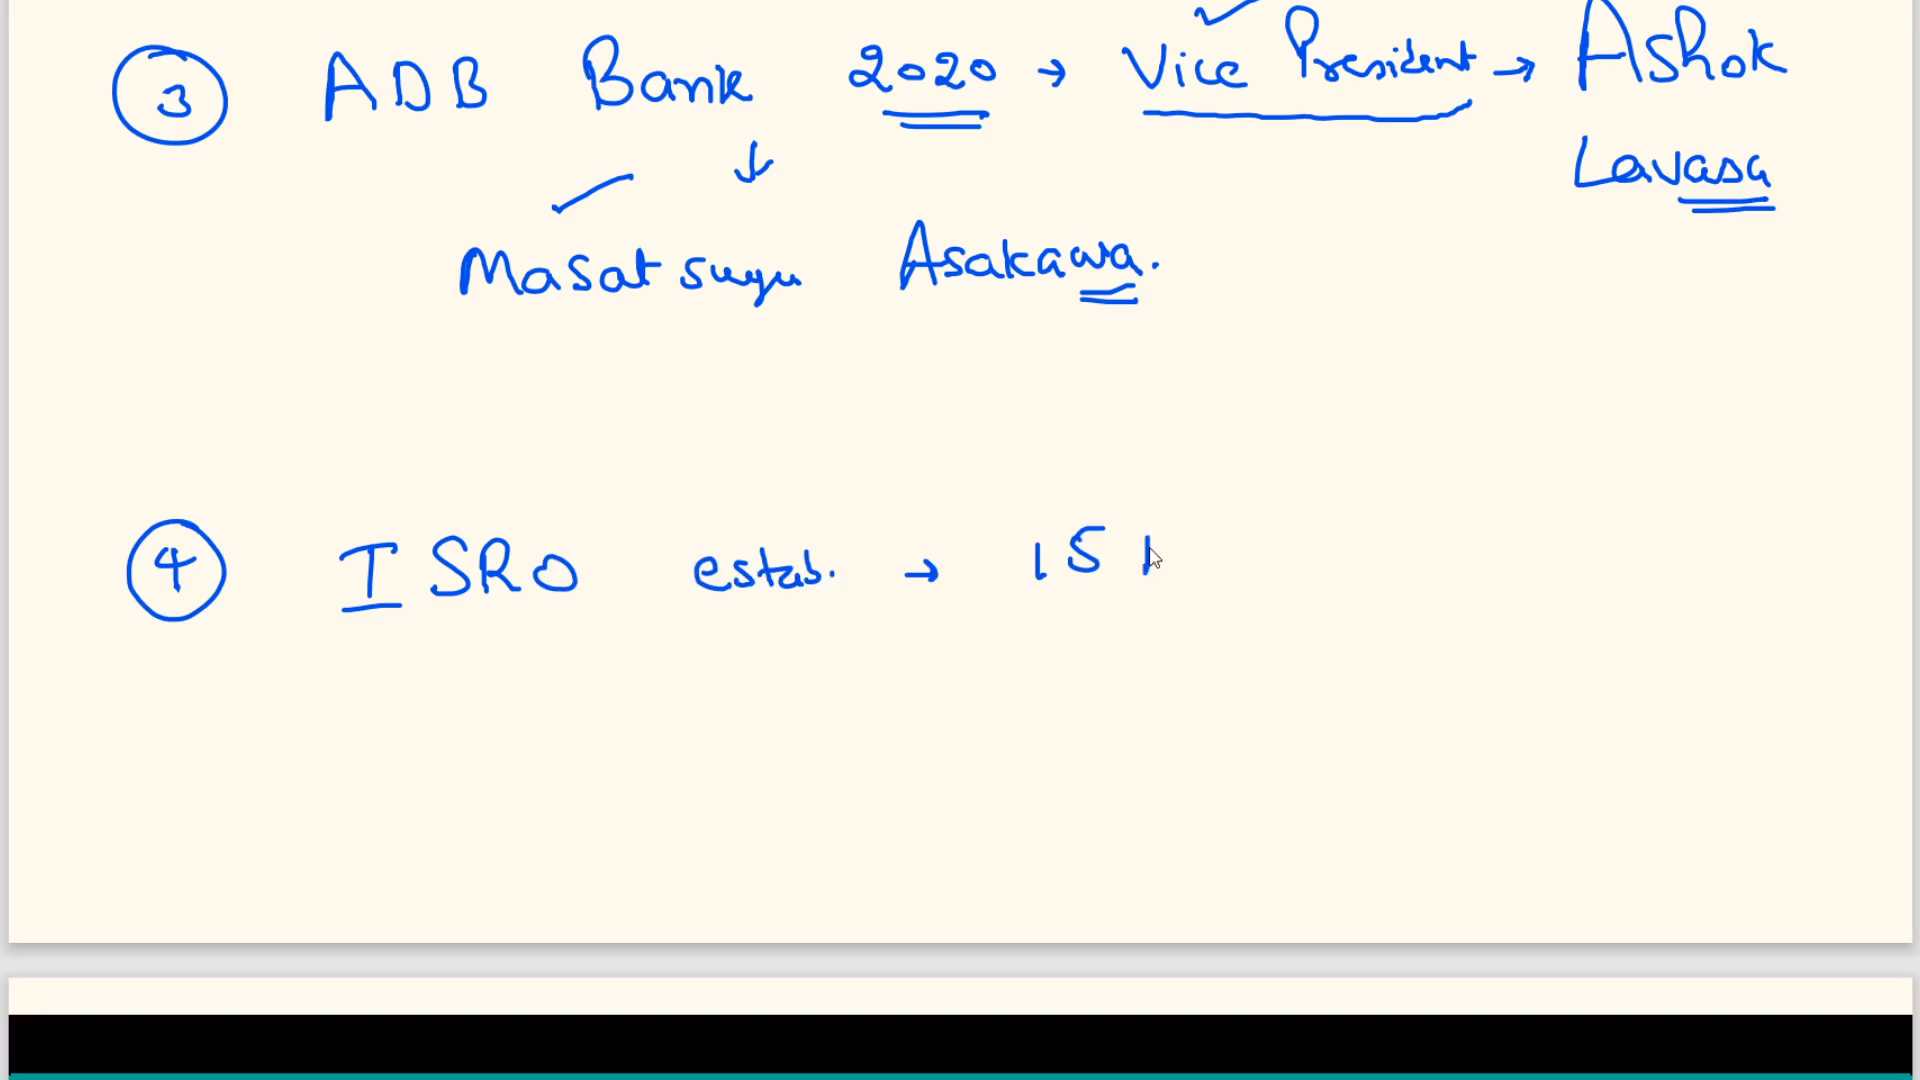 3 ADB Bank 2020 → Vice President → Ashok
Lavasa
↓
Masatsugu Asakawa.
4 ISRO estab. → 15